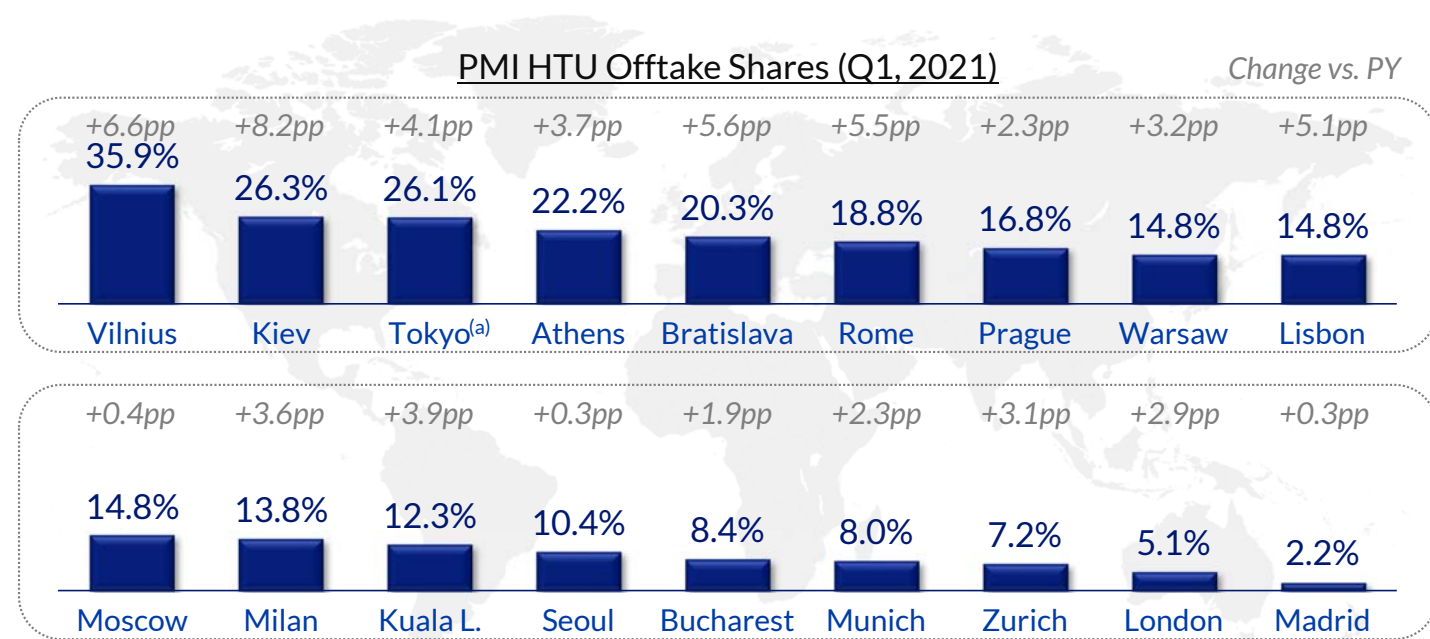 PMI HTU Offtake Shares (Q1, 2021) Change vs. PY
+6.6pp +8.2pp +4.1pp +3.7pp +5.6pp +5.5pp +2.3pp +3.2pp +5.1pp
35.9% 26.3% 26.1% 22.2% 20.3% 18.8% 16.8% 14.8% 14.8%
Vilnius Kiev Tokyo(a) Athens Bratislava Rome Prague Warsaw Lisbon
+0.4pp +3.6pp +3.9pp +0.3pp +1.9pp +2.3pp +3.1pp +2.9pp +0.3pp
14.8% 13.8% 12.3% 10.4% 8.4% 8.0% 7.2% 5.1% 2.2%
Moscow Milan Kuala L. Seoul Bucharest Munich Zurich London Madrid